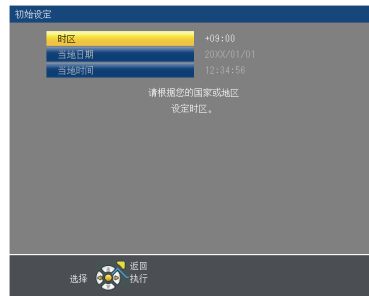 初始设定
时区 +09:00
当地日期 20XX/01/01
当地时间 12:34:56
请根据您的国家或地区
设定时区。
返回
选择 执行